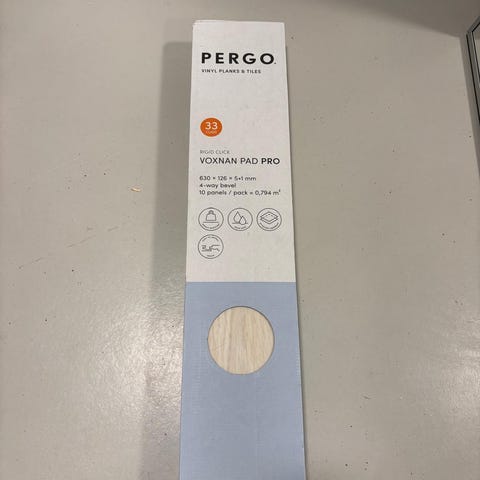 PERGO
VINYL PLANKS & TILES
33
CLASS
RIGID CLICK
VOXNAN PAD PRO
630 × 126 × 5+1 mm
4-way bevel
10 panels / pack = 0,794 m²